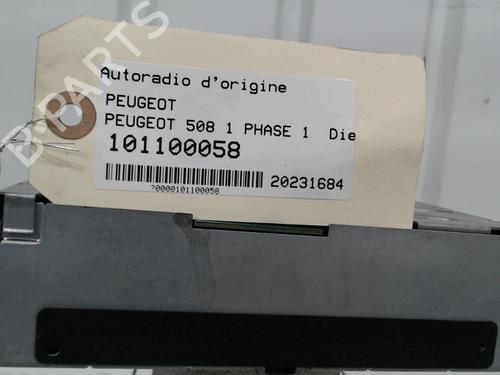 B-PARTS
Autoradio d'origine
PEUGEOT
PEUGEOT 508 1 PHASE 1 Die
101100058
20231684
?0000101100058